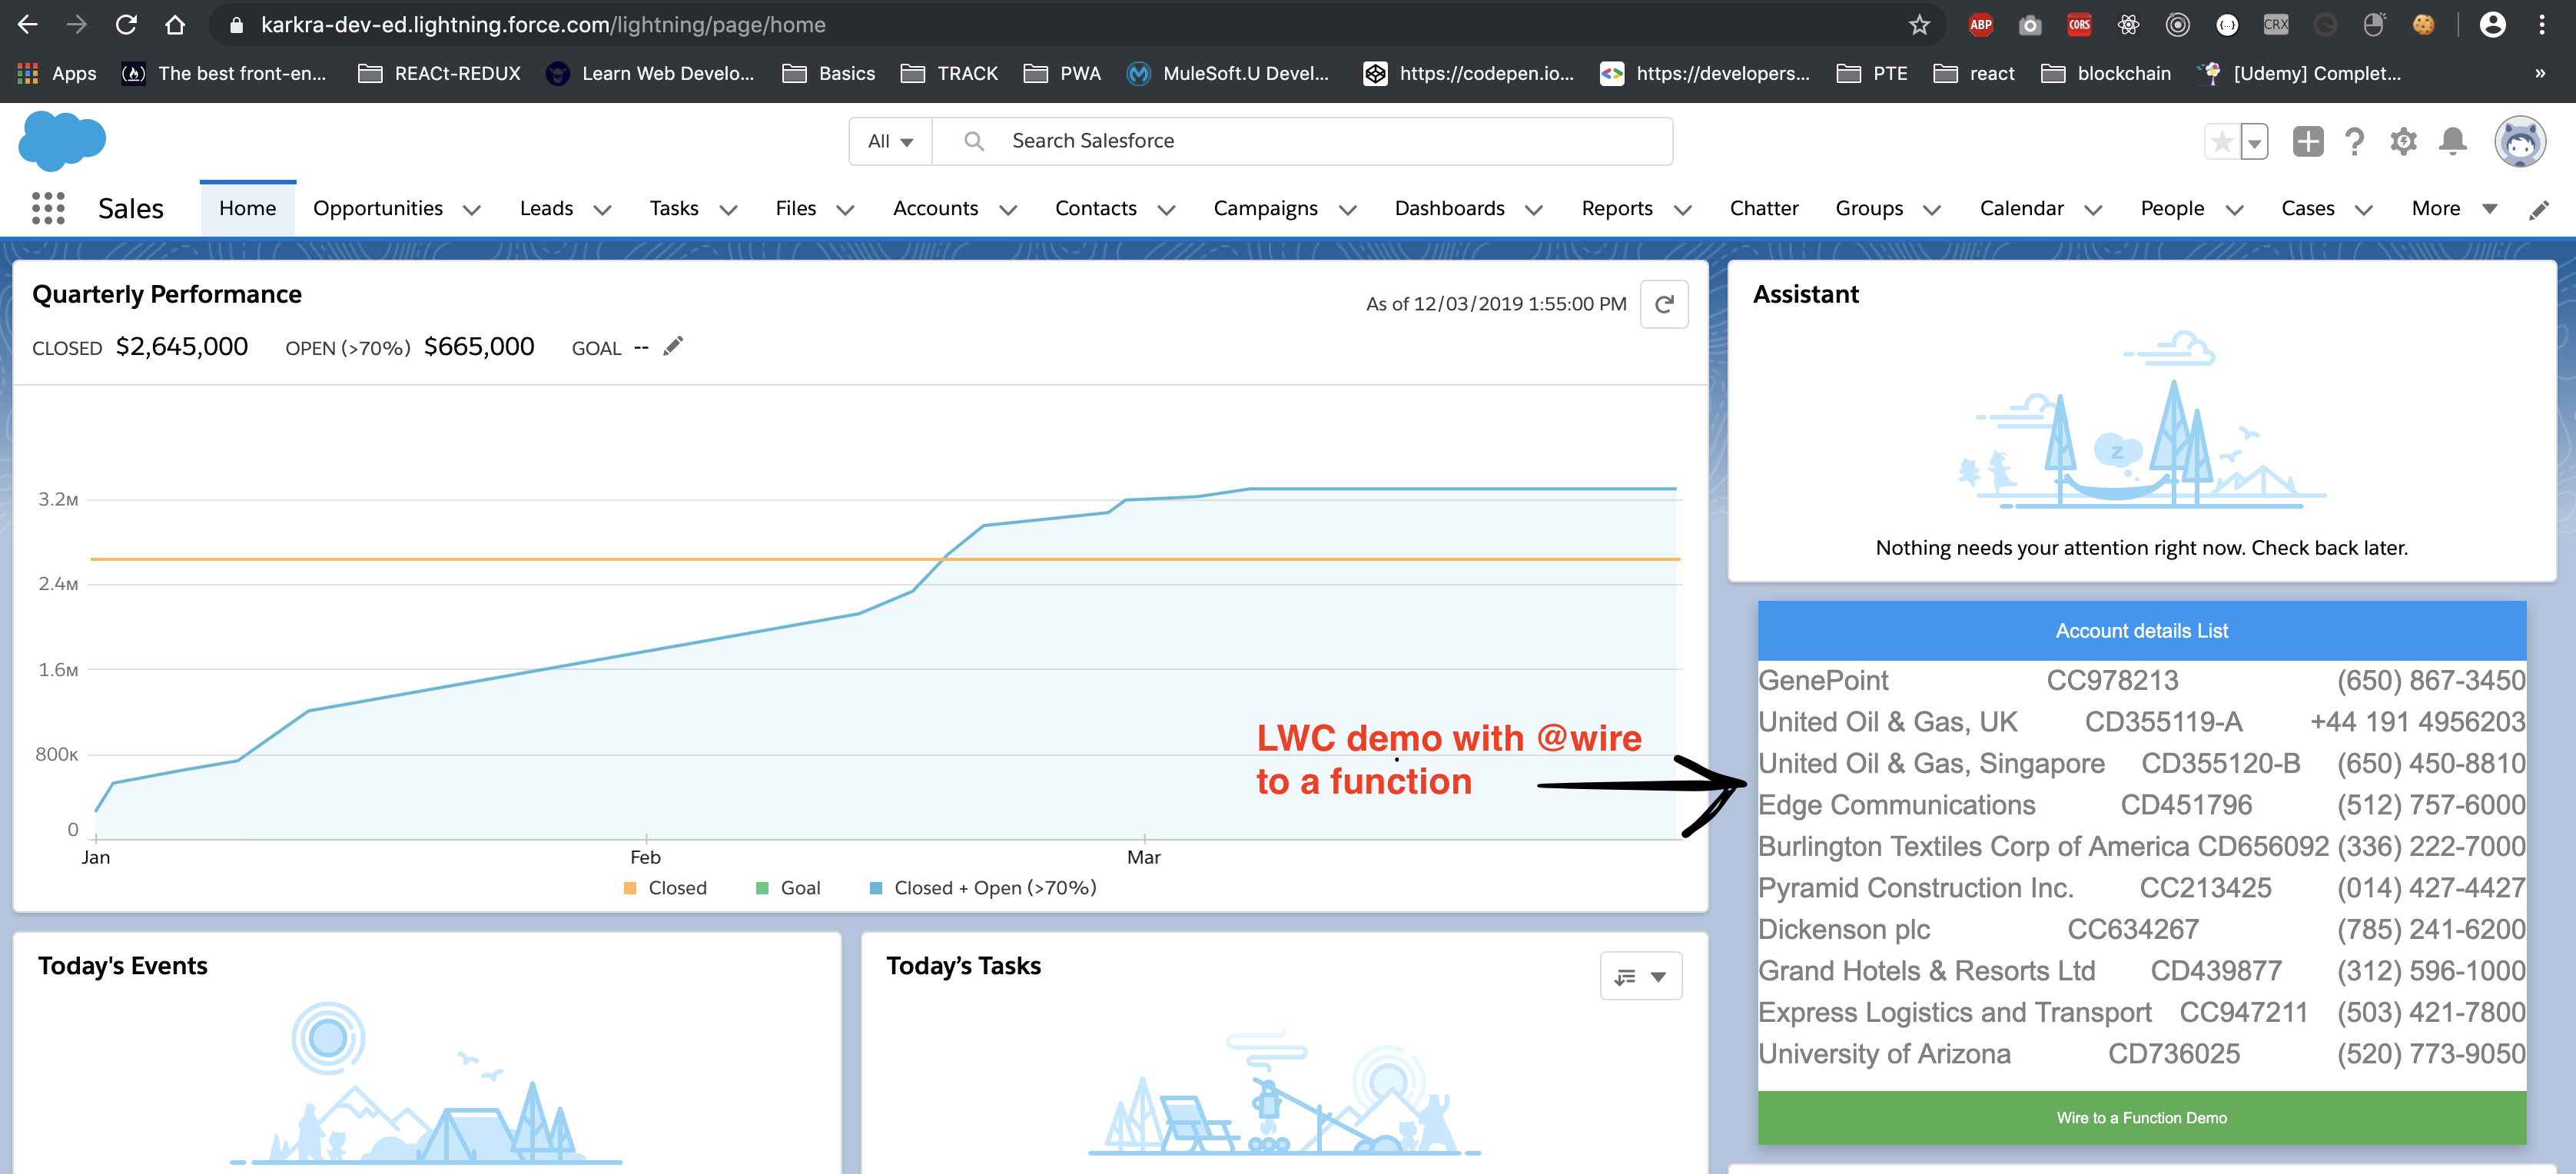 karkra-dev-ed.lightning.force.com/lightning/page/home
ABP
CORS
{...}
CRX
Apps
(/\)
The best front-en...
REACt-REDUX
Learn Web Develo...
Basics
TRACK
PWA
MuleSoft.U Devel...
https://codepen.io...
https://developers...
PTE
react
blockchain
[Udemy] Complet...
»
All
Search Salesforce
Sales
Home
Opportunities
Leads
Tasks
Files
Accounts
Contacts
Campaigns
Dashboards
Reports
Chatter
Groups
Calendar
People
Cases
More
Quarterly Performance
As of 12/03/2019 1:55:00 PM
CLOSED $2,645,000 OPEN (>70%) $665,000 GOAL --
3.2M
2.4M
1.6M
800K
0
Jan Feb Mar
Closed Goal Closed + Open (>70%)
LWC demo with @wire
to a function
Today's Events
Today’s Tasks
Assistant
z
Nothing needs your attention right now. Check back later.
Account details List
GenePoint CC978213 (650) 867-3450
United Oil & Gas, UK CD355119-A +44 191 4956203
United Oil & Gas, Singapore CD355120-B (650) 450-8810
Edge Communications CD451796 (512) 757-6000
Burlington Textiles Corp of America CD656092 (336) 222-7000
Pyramid Construction Inc. CC213425 (014) 427-4427
Dickenson plc CC634267 (785) 241-6200
Grand Hotels & Resorts Ltd CD439877 (312) 596-1000
Express Logistics and Transport CC947211 (503) 421-7800
University of Arizona CD736025 (520) 773-9050
Wire to a Function Demo